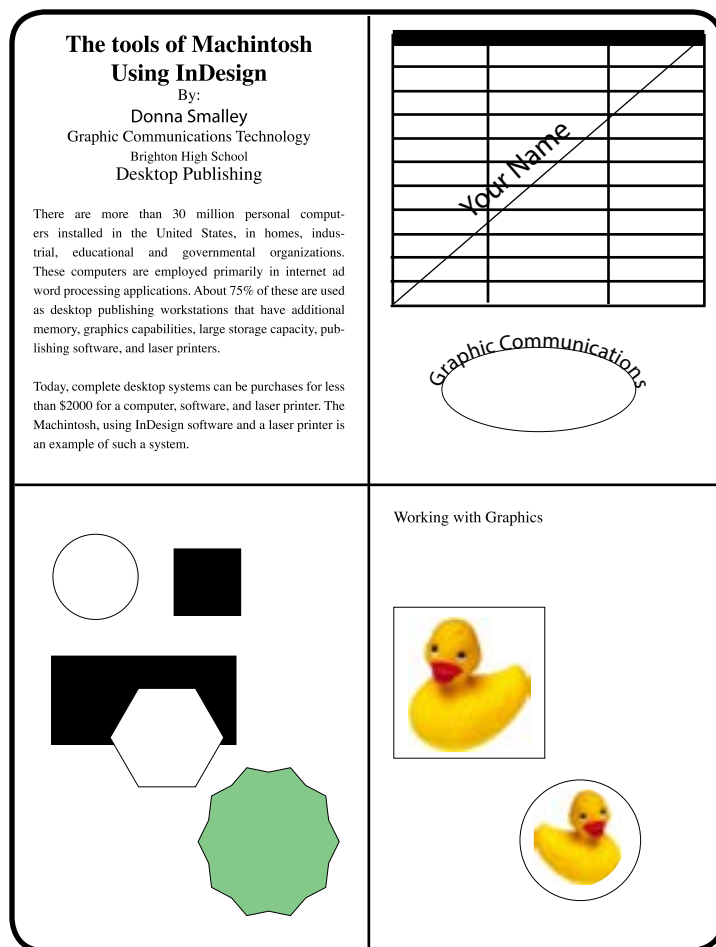 The tools of Machintosh
Using InDesign
By:
Donna Smalley
Graphic Communications Technology
Brighton High School
Desktop Publishing
There are more than 30 million personal comput-
ers installed in the United States, in homes, indus-
trial, educational and governmental organizations.
These computers are employed primarily in internet ad
word processing applications. About 75% of these are used
as desktop publishing workstations that have additional
memory, graphics capabilities, large storage capacity, pub-
lishing software, and laser printers.
Today, complete desktop systems can be purchases for less
than $2000 for a computer, software, and laser printer. The
Machintosh, using InDesign software and a laser printer is
an example of such a system.
Your Name
Graphic Communications
Working with Graphics